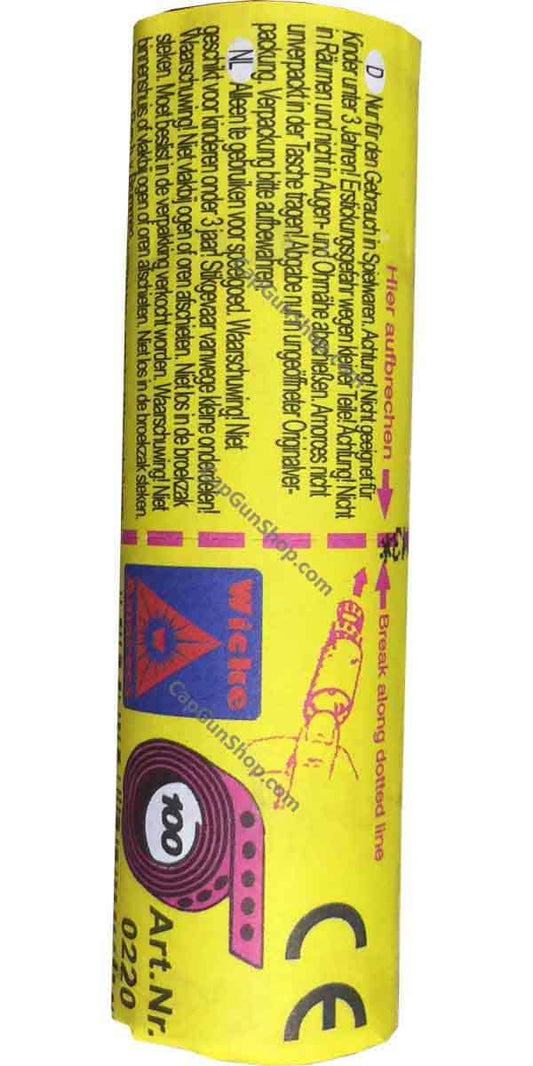 Hier aufbrechen
D Nur für den Gebrauch in Spielwaren. Achtung! Nicht geeignet für
Kinder unter 3 Jahren! Erstickungsgefahr wegen kleiner Teile! Achtung! Nicht
in Räumen und nicht in Augen- und Ohrnähe abschießen. Amorces nicht
unverpackt in der Tasche tragen! Abgabe nur in ungeöffneter Originalver-
packung. Verpackung bitte aufbewahren.
NL Alleen te gebruiken voor speelgoed. Waarschuwing! Niet
geschikt voor kinderen onder 3 jaar! Stikgevaar vanwege kleine onderdelen!
Waarschuwing! Niet vlakbij ogen of oren afschieten. Niet los in de broekzak
steken. Moet beslist in de verpakking verkocht worden. Waarschuwing! Niet
binnenshuis of vlakbij ogen of oren afschieten. Niet los in de broekzak steken.
Break along dotted line
Wicke
100
CE
Art.Nr.
0220
CapGunShop.com
CapGunShop.com
CapGunShop.com